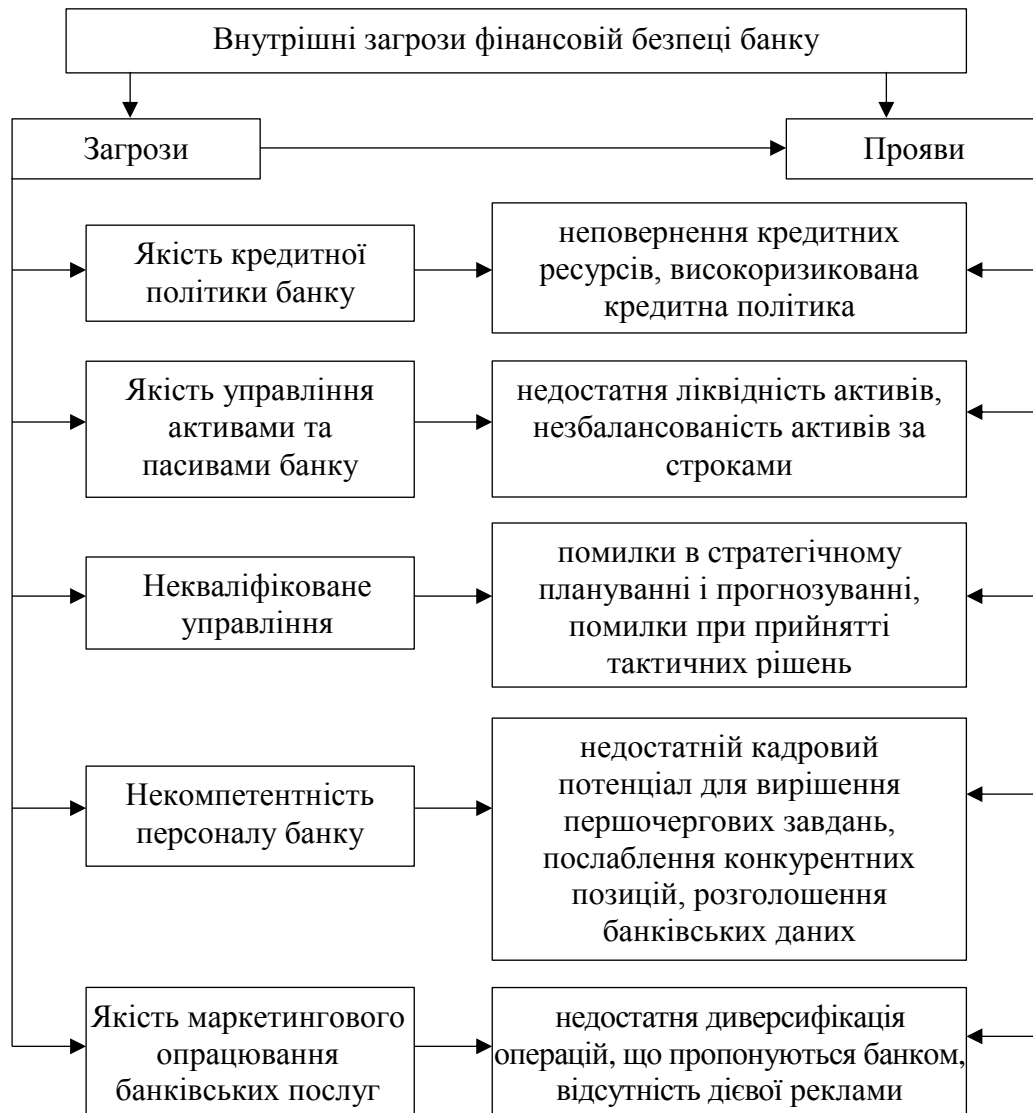 Внутрішні загрози фінансовій безпеці банку
Загрози
Прояви
Якість кредитної
політики банку
неповернення кредитних
ресурсів, високоризикована
кредитна політика
Якість управління
активами та
пасивами банку
недостатня ліквідність активів,
незбалансованість активів за
строками
Некваліфіковане
управління
помилки в стратегічному
плануванні і прогнозуванні,
помилки при прийнятті
тактичних рішень
Некомпетентність
персоналу банку
недостатній кадровий
потенціал для вирішення
першочергових завдань,
послаблення конкурентних
позицій, розголошення
банківських даних
Якість маркетингового
опрацювання
банківських послуг
недостатня диверсифікація
операцій, що пропонуються банком,
відсутність дієвої реклами